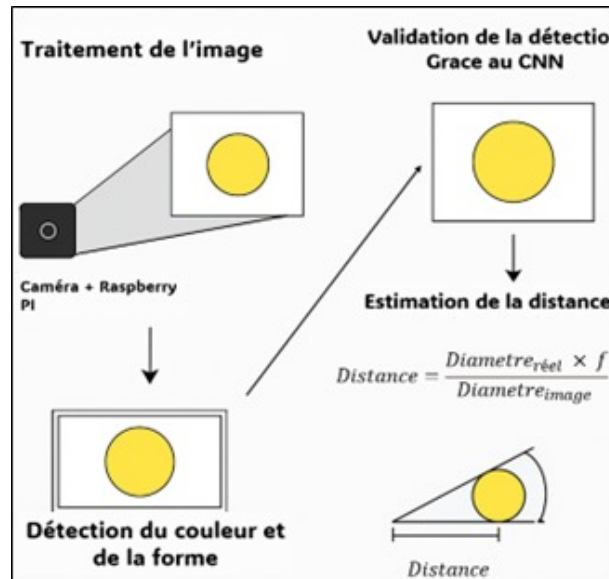 Traitement de l'image
Caméra + Raspberry
PI
Détection du couleur et
de la forme
Validation de la détectio
Grace au CNN
Estimation de la distance
Distance = Diametre_réel × f / Diametre_image
Distance